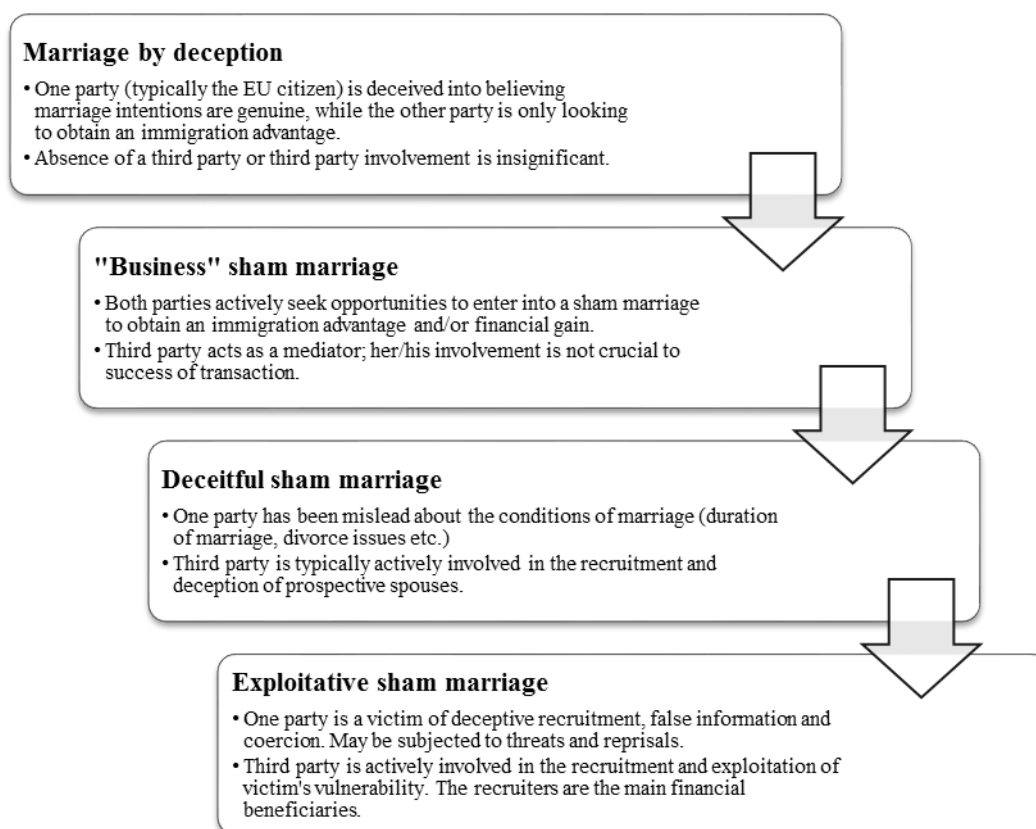 Marriage by deception
• One party (typically the EU citizen) is deceived into believing
marriage intentions are genuine, while the other party is only looking
to obtain an immigration advantage.
• Absence of a third party or third party involvement is insignificant.
"Business" sham marriage
• Both parties actively seek opportunities to enter into a sham marriage
to obtain an immigration advantage and/or financial gain.
• Third party acts as a mediator; her/his involvement is not crucial to
success of transaction.
Deceitful sham marriage
• One party has been mislead about the conditions of marriage (duration
of marriage, divorce issues etc.)
• Third party is typically actively involved in the recruitment and
deception of prospective spouses.
Exploitative sham marriage
• One party is a victim of deceptive recruitment, false information and
coercion. May be subjected to threats and reprisals.
• Third party is actively involved in the recruitment and exploitation of
victim's vulnerability. The recruiters are the main financial
beneficiaries.